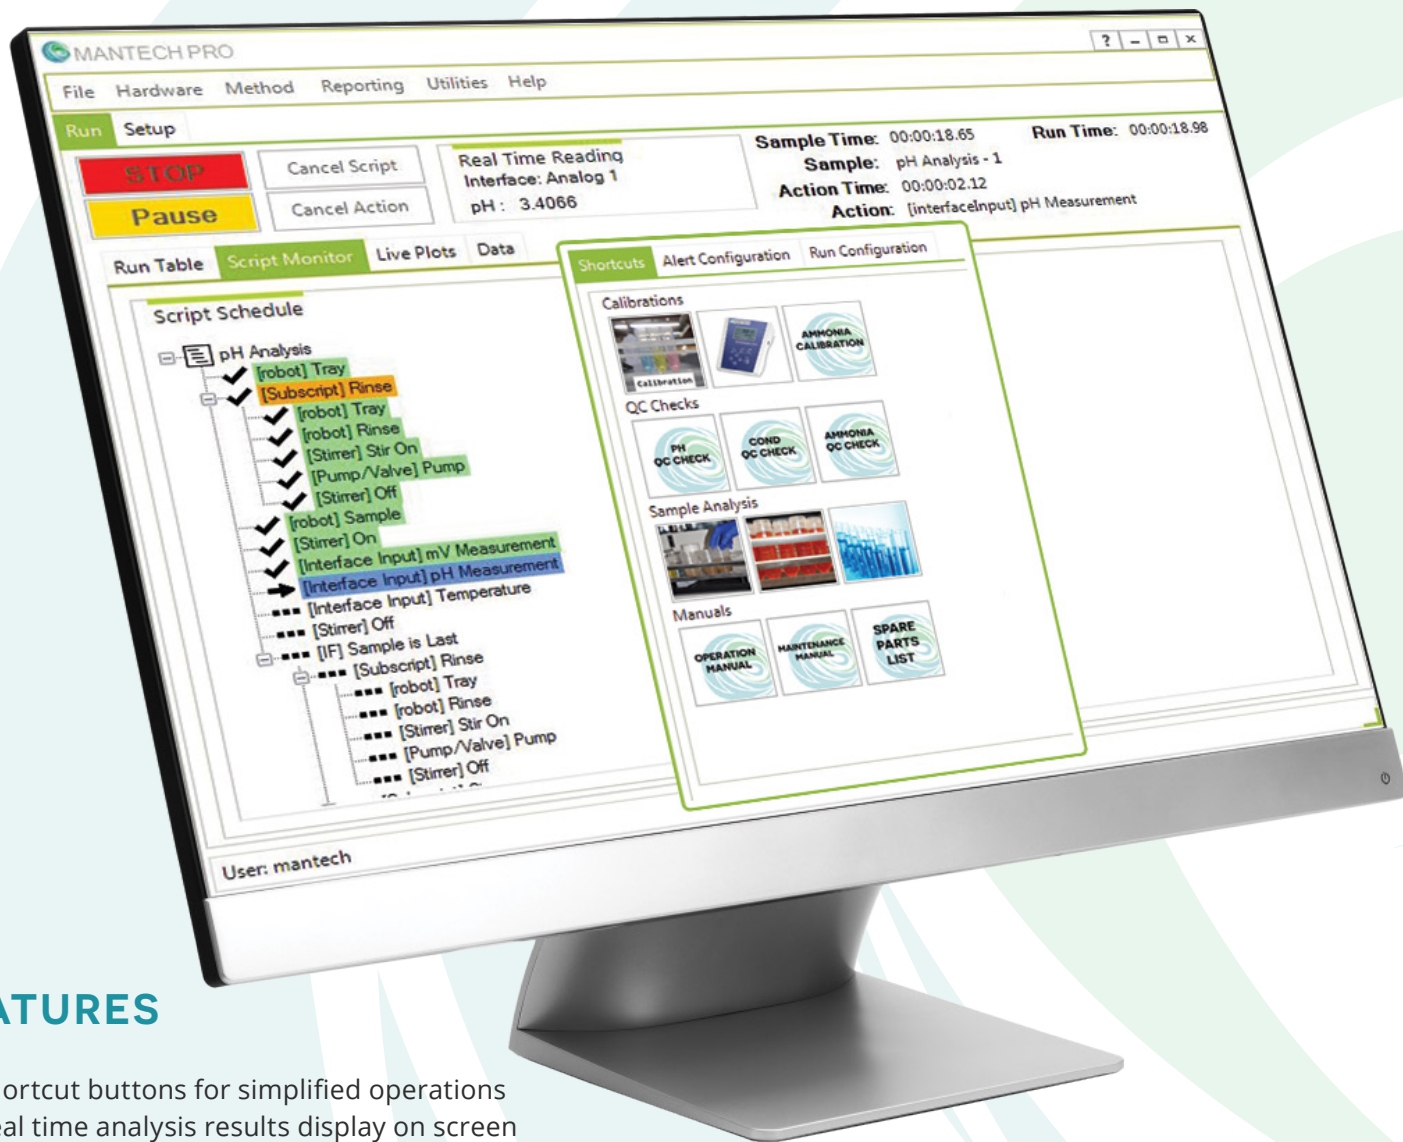 MANTECH PRO
? – □ ×
File Hardware Method Reporting Utilities Help
Run Setup
STOP
Cancel Script
Pause
Cancel Action
Real Time Reading
Interface: Analog 1
pH : 3.4066
Sample Time: 00:00:18.65 Run Time: 00:00:18.98
Sample: pH Analysis - 1
Action Time: 00:00:02.12
Action: [interfaceInput] pH Measurement
Run Table Script Monitor Live Plots Data
Script Schedule
pH Analysis
[robot] Tray
[Subscript] Rinse
[robot] Tray
[robot] Rinse
[Stirrer] Stir On
[Pump/Valve] Pump
[Stirrer] Off
[robot] Sample
[Stirrer] On
[Interface Input] mV Measurement
[Interface Input] pH Measurement
[Interface Input] Temperature
[Stirrer] Off
[IF] Sample is Last
[Subscript] Rinse
[robot] Tray
[robot] Rinse
[Stirrer] Stir On
[Pump/Valve] Pump
[Stirrer] Off
Shortcuts Alert Configuration Run Configuration
Calibrations
Calibration
AMMONIA
CALIBRATION
QC Checks
PH
QC CHECK
COND
QC CHECK
AMMONIA
QC CHECK
Sample Analysis
Manuals
OPERATION
MANUAL
MAINTENANCE
MANUAL
SPARE
PARTS
LIST
User: mantech
ATURES
ortcut buttons for simplified operations
eal time analysis results display on screen